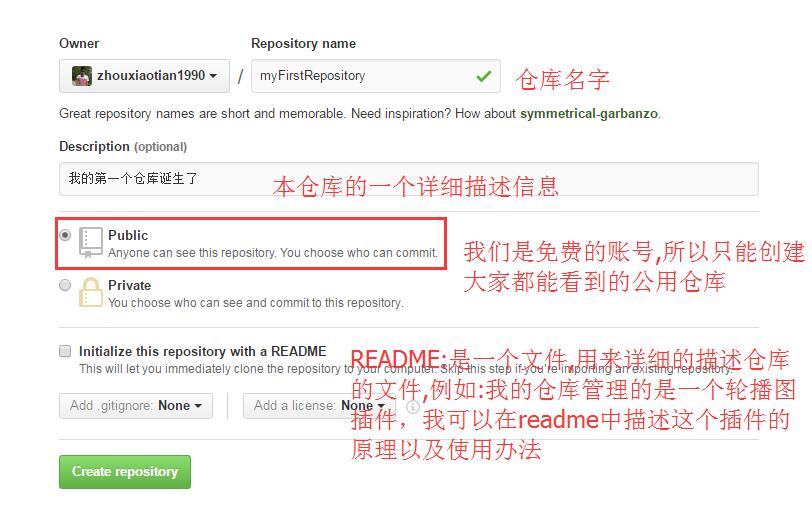 Owner
Repository name
zhouxiaotian1990 / myFirstRepository
仓库名字
Great repository names are short and memorable. Need inspiration? How about symmetrical-garbanzo.
Description (optional)
我的第一个仓库诞生了
本仓库的一个详细描述信息
Public
Anyone can see this repository. You choose who can commit.
我们是免费的账号,所以只能创建
大家都能看到的公用仓库
Private
You choose who can see and commit to this repository.
Initialize this repository with a README
This will let you immediately clone the repository to your computer. Skip this step if you're importing an existing repository.
README:是一个文件,用来详细的描述仓库
的文件,例如:我的仓库管理的是一个轮播图
插件，我可以在readme中描述这个插件的
原理以及使用办法
Add .gitignore: None
Add a license: None
Create repository